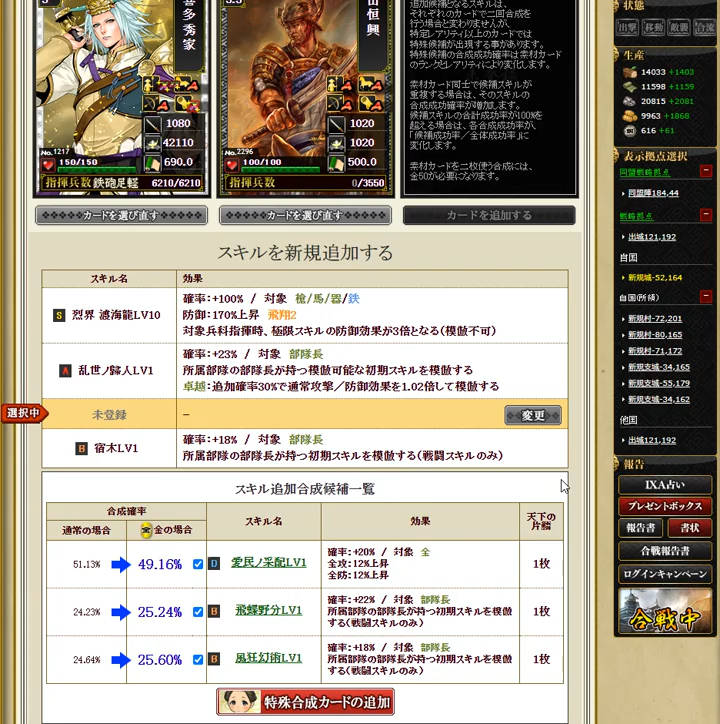 喜多秀家
恒興
No.1217
150/150
指揮兵数 鉄砲足軽 6210/6210
1080
42110
690.0
No.2296
100/100
指揮兵数 0/3550
1020
1020
500.0
追加候補となるスキルは、
それぞれのカードで二回合成を
行う場合と変わりませんが、
特定レアリティ以上のカードでは
特殊候補が出現する事があります。
特殊候補の合成成功確率は素材カード
のランクとレアリティにより変化します。
素材カード同士で候補スキルが
重複する場合は、そのスキルの
合成成功確率が増加します。
候補スキルの合計成功確率が100%を
超える場合は、各合成成功率が、
「候補成功率／全体成功率」に
変化します。
素材カードを二枚使う合成には、
金50が必要になります。
カードを選び直す
カードを選び直す
カードを追加する
スキルを新規追加する
スキル名 効果
S 烈界 濤海龍LV10
確率：+100% / 対象 槍/馬/器/鉄
防御：170%上昇 飛翔2
対象兵科指揮時、極限スキルの防御効果が3倍となる（模倣不可）
A 乱世ノ歸人LV1
確率：+23% / 対象 部隊長
所属部隊の部隊長が持つ模倣可能な初期スキルを模倣する
卓越：追加確率30%で通常攻撃／防御効果を1.02倍して模倣する
選択中
未登録 － 変更
B 宿木LV1
確率：+18% / 対象 部隊長
所属部隊の部隊長が持つ初期スキルを模倣する（戦闘スキルのみ）
スキル追加合成候補一覧
合成確率 スキル名 効果 天下の片鱗
通常の場合 金の場合
51.13% 49.16% D 愛民ノ采配LV1
確率：+20% / 対象 全
全攻：12%上昇
全防：12%上昇
1枚
24.23% 25.24% B 飛蝶野分LV1
確率：+22% / 対象 部隊長
所属部隊の部隊長が持つ初期スキルを模倣
する（戦闘スキルのみ）
1枚
24.64% 25.60% B 風狂幻術LV1
確率：+18% / 対象 部隊長
所属部隊の部隊長が持つ初期スキルを模倣
する（戦闘スキルのみ）
1枚
特殊合成カードの追加
状態
出撃 移動 敵襲 合流
生産
14033 +1403
11598 +1159
20815 +2081
9963 +1868
616 +61
表示拠点選択
同盟戦略拠点
同盟陣184,44
戦略拠点
出城121,192
自国
新規城-52,164
自国(所領)
新規村-72,201
新規村-80,165
新規村-71,172
新規支城-34,165
新規支城-55,179
新規支城-34,162
他国
出城121,192
報告
IXA占い
プレゼントボックス
報告書 書状
合戦報告書
ログインキャンペーン
合戦中